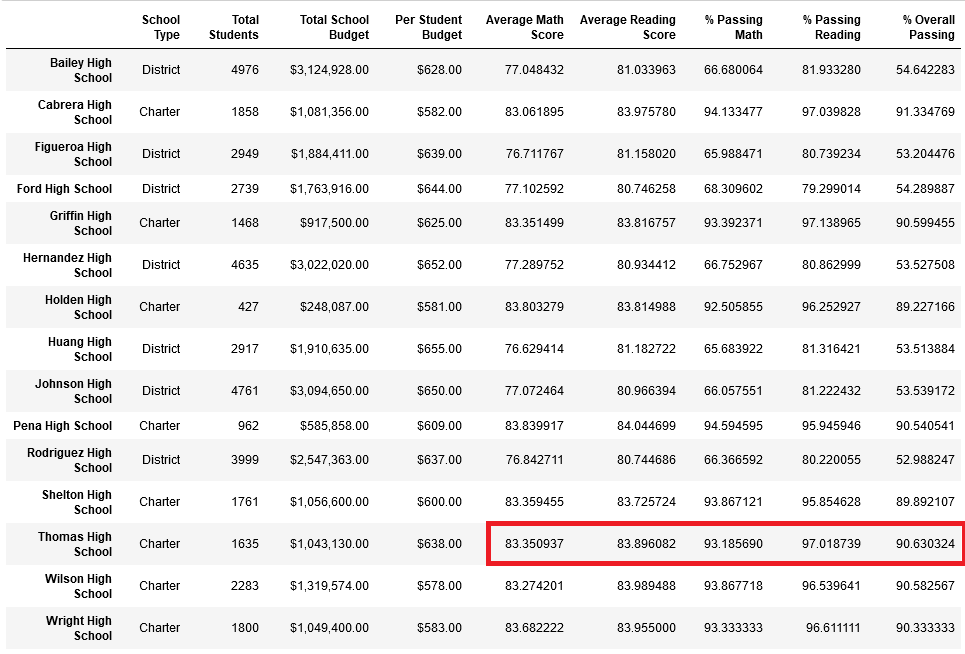 School Type Total Students Total School Budget Per Student Budget Average Math Score Average Reading Score % Passing Math % Passing Reading % Overall Passing
Bailey High School District 4976 $3,124,928.00 $628.00 77.048432 81.033963 66.680064 81.933280 54.642283
Cabrera High School Charter 1858 $1,081,356.00 $582.00 83.061895 83.975780 94.133477 97.039828 91.334769
Figueroa High School District 2949 $1,884,411.00 $639.00 76.711767 81.158020 65.988471 80.739234 53.204476
Ford High School District 2739 $1,763,916.00 $644.00 77.102592 80.746258 68.309602 79.299014 54.289887
Griffin High School Charter 1468 $917,500.00 $625.00 83.351499 83.816757 93.392371 97.138965 90.599455
Hernandez High School District 4635 $3,022,020.00 $652.00 77.289752 80.934412 66.752967 80.862999 53.527508
Holden High School Charter 427 $248,087.00 $581.00 83.803279 83.814988 92.505855 96.252927 89.227166
Huang High School District 2917 $1,910,635.00 $655.00 76.629414 81.182722 65.683922 81.316421 53.513884
Johnson High School District 4761 $3,094,650.00 $650.00 77.072464 80.966394 66.057551 81.222432 53.539172
Pena High School Charter 962 $585,858.00 $609.00 83.839917 84.044699 94.594595 95.945946 90.540541
Rodriguez High School District 3999 $2,547,363.00 $637.00 76.842711 80.744686 66.366592 80.220055 52.988247
Shelton High School Charter 1761 $1,056,600.00 $600.00 83.359455 83.725724 93.867121 95.854628 89.892107
Thomas High School Charter 1635 $1,043,130.00 $638.00 83.350937 83.896082 93.185690 97.018739 90.630324
Wilson High School Charter 2283 $1,319,574.00 $578.00 83.274201 83.989488 93.867718 96.539641 90.582567
Wright High School Charter 1800 $1,049,400.00 $583.00 83.682222 83.955000 93.333333 96.611111 90.333333